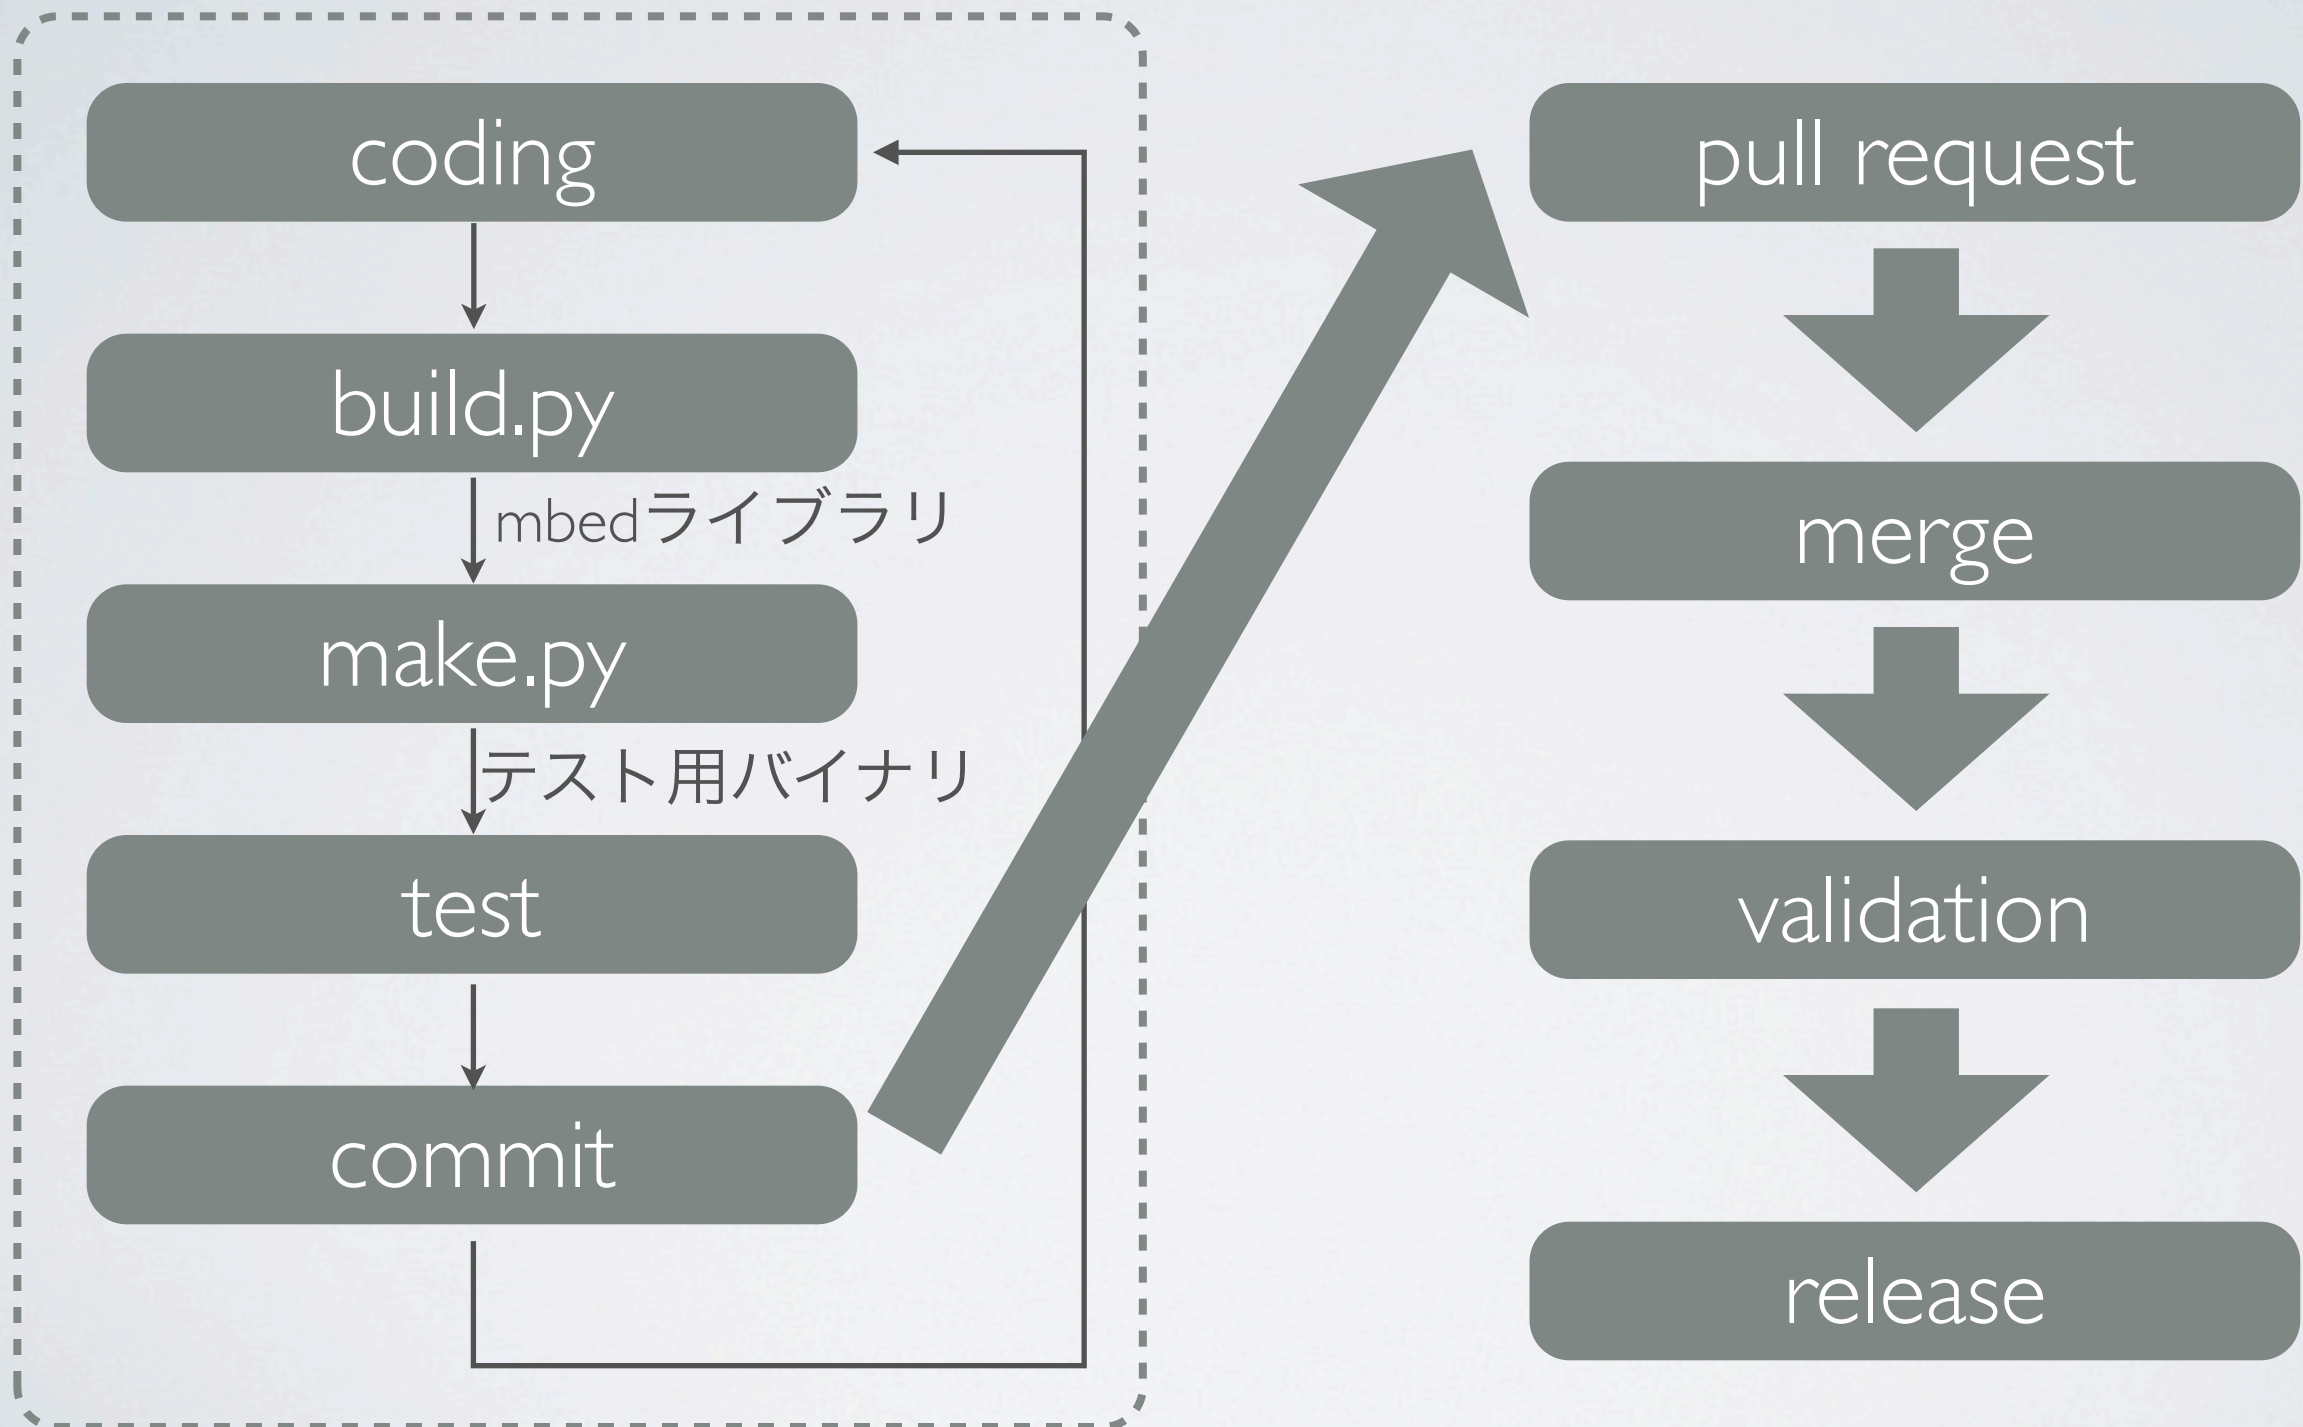 coding
build.py
mbedライブラリ
make.py
テスト用バイナリ
test
commit
pull request
merge
validation
release